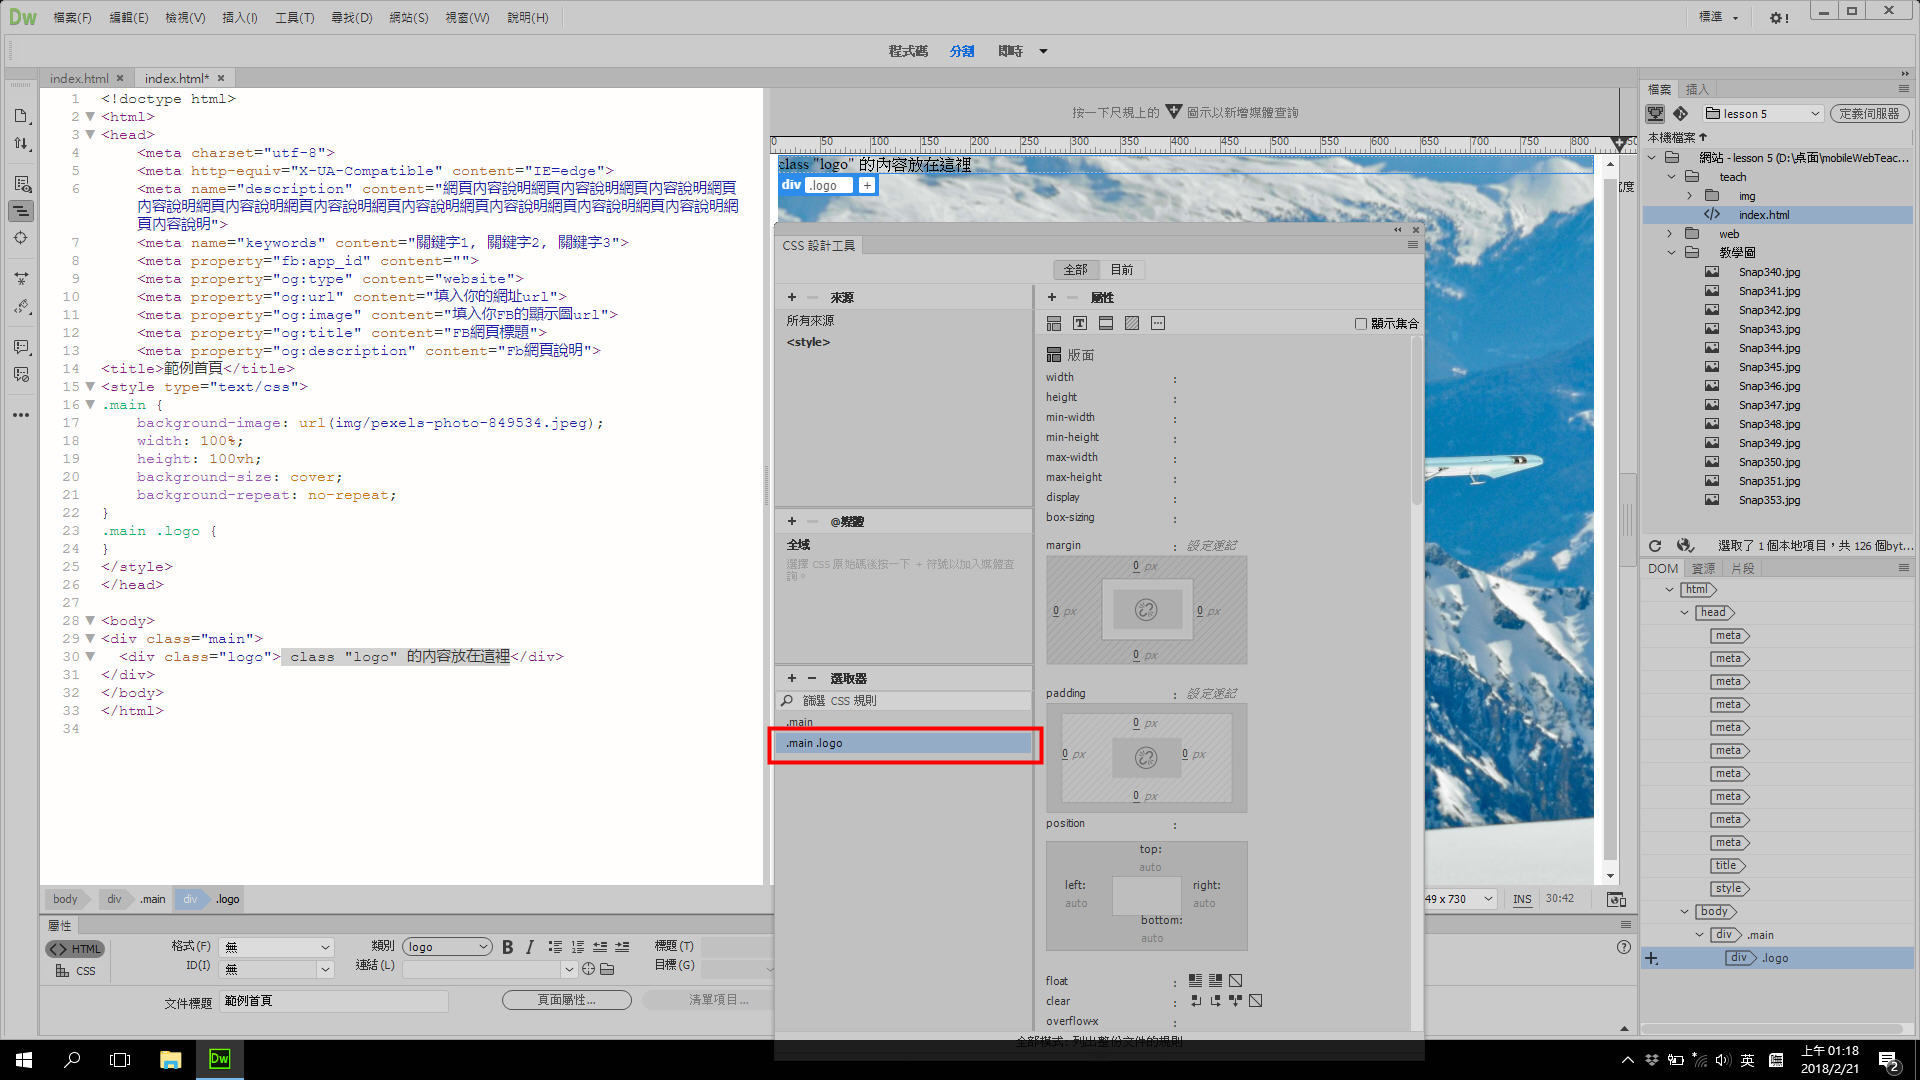 Dw 檔案(F) 編輯(E) 檢視(V) 插入(I) 工具(T) 尋找(D) 網站(S) 視窗(W) 說明(H) 標準
程式碼 分割 即時
index.html × index.html* ×
1 <!doctype html>
2 <html>
3 <head>
4 <meta charset="utf-8">
5 <meta http-equiv="X-UA-Compatible" content="IE=edge">
6 <meta name="description" content="網頁內容說明網頁內容說明網頁內容說明網頁
內容說明網頁內容說明網頁內容說明網頁內容說明網頁內容說明網頁內容說明網頁內容說明網
頁內容說明">
7 <meta name="keywords" content="關鍵字1, 關鍵字2, 關鍵字3">
8 <meta property="fb:app_id" content="">
9 <meta property="og:type" content="website">
10 <meta property="og:url" content="填入你的網址url">
11 <meta property="og:image" content="填入你FB的顯示圖url">
12 <meta property="og:title" content="FB網頁標題">
13 <meta property="og:description" content="Fb網頁說明">
14 <title>範例首頁</title>
15 <style type="text/css">
16 .main {
17 background-image: url(img/pexels-photo-849534.jpeg);
18 width: 100%;
19 height: 100vh;
20 background-size: cover;
21 background-repeat: no-repeat;
22 }
23 .main .logo {
24 }
25 </style>
26 </head>
27
28 <body>
29 <div class="main">
30 <div class="logo"> class "logo" 的內容放在這裡</div>
31 </div>
32 </body>
33 </html>
34
body div .main div .logo
按一下尺規上的 圖示以新增媒體查詢
0 50 100 150 200 250 300 350 400 450 500 550 600 650 700 750 800
class "logo" 的內容放在這裡
div .logo +
CSS 設計工具
全部 目前
+ − 來源
所有來源
<style>
+ − @媒體
全域
選擇 CSS 原始碼後按一下 + 符號以加入媒體查
詢。
+ − 選取器
篩選 CSS 規則
.main
.main .logo
+ − 屬性
顯示集合
版面
width :
height :
min-width :
min-height :
max-width :
max-height :
display :
box-sizing :
margin : 設定速記
0 px
0 px 0 px
0 px
padding : 設定速記
0 px
0 px 0 px
0 px
position :
top:
auto
left: right:
auto auto
bottom:
auto
float :
clear :
overflow-x :
全部模式: 列出整份文件的規則
49 x 730 INS 30:42
屬性
<> HTML 格式(F) 無 類別 logo B I 標題(T)
CSS ID(I) 無 連結(L) 目標(G)
文件標題 範例首頁 頁面屬性... 清單項目...
檔案 插入
lesson 5 定義伺服器
本機檔案
網站 - lesson 5 (D:\桌面\mobileWebTeac...
teach
img
index.html
web
教學圖
Snap340.jpg
Snap341.jpg
Snap342.jpg
Snap343.jpg
Snap344.jpg
Snap345.jpg
Snap346.jpg
Snap347.jpg
Snap348.jpg
Snap349.jpg
Snap350.jpg
Snap351.jpg
Snap353.jpg
選取了 1 個本地項目，共 126 個byt...
DOM 資源 片段
html
head
meta
meta
meta
meta
meta
meta
meta
meta
meta
meta
title
style
body
div .main
div .logo
Dw
英
上午 01:18
2018/2/21
2